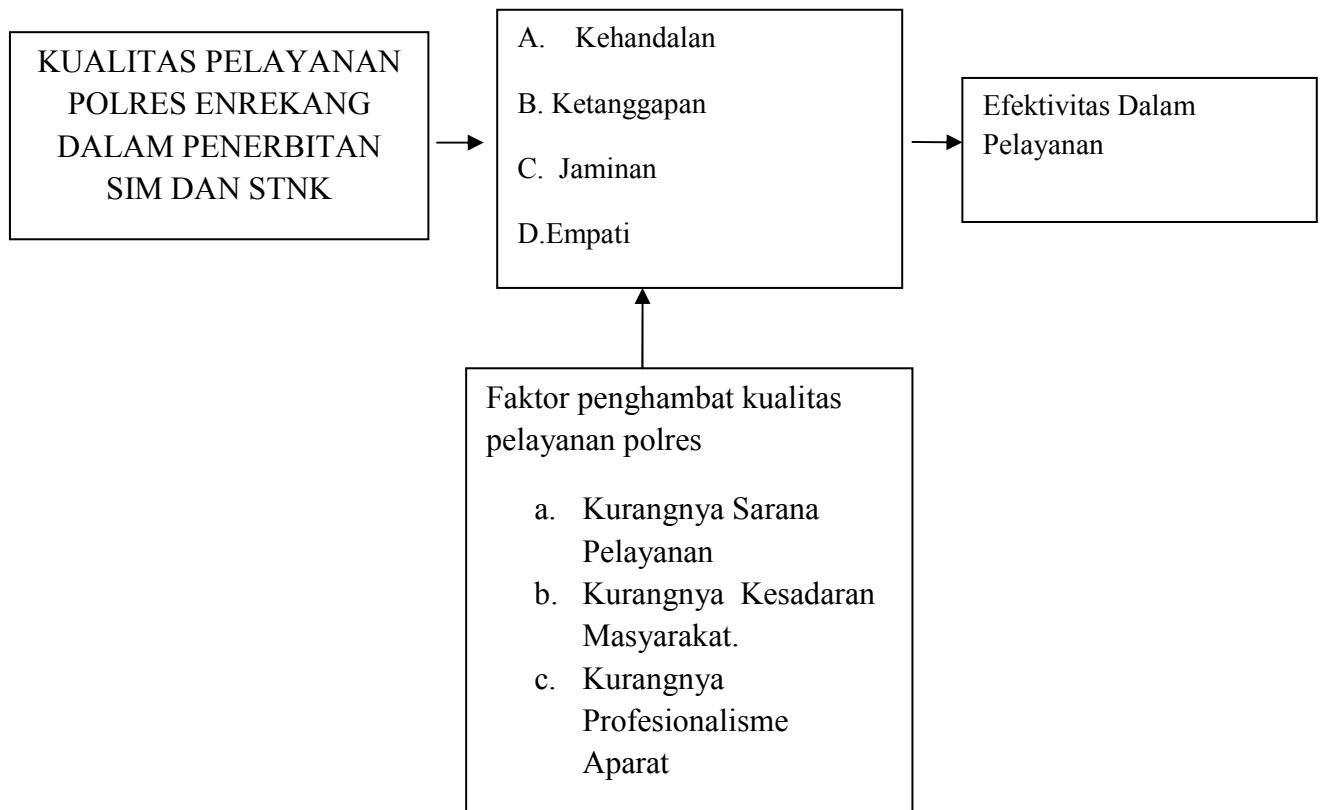 KUALITAS PELAYANAN
POLRES ENREKANG
DALAM PENERBITAN
SIM DAN STNK
A. Kehandalan
B. Ketanggapan
C. Jaminan
D.Empati
Efektivitas Dalam
Pelayanan
Faktor penghambat kualitas
pelayanan polres
a. Kurangnya Sarana
Pelayanan
b. Kurangnya Kesadaran
Masyarakat.
c. Kurangnya
Profesionalisme
Aparat